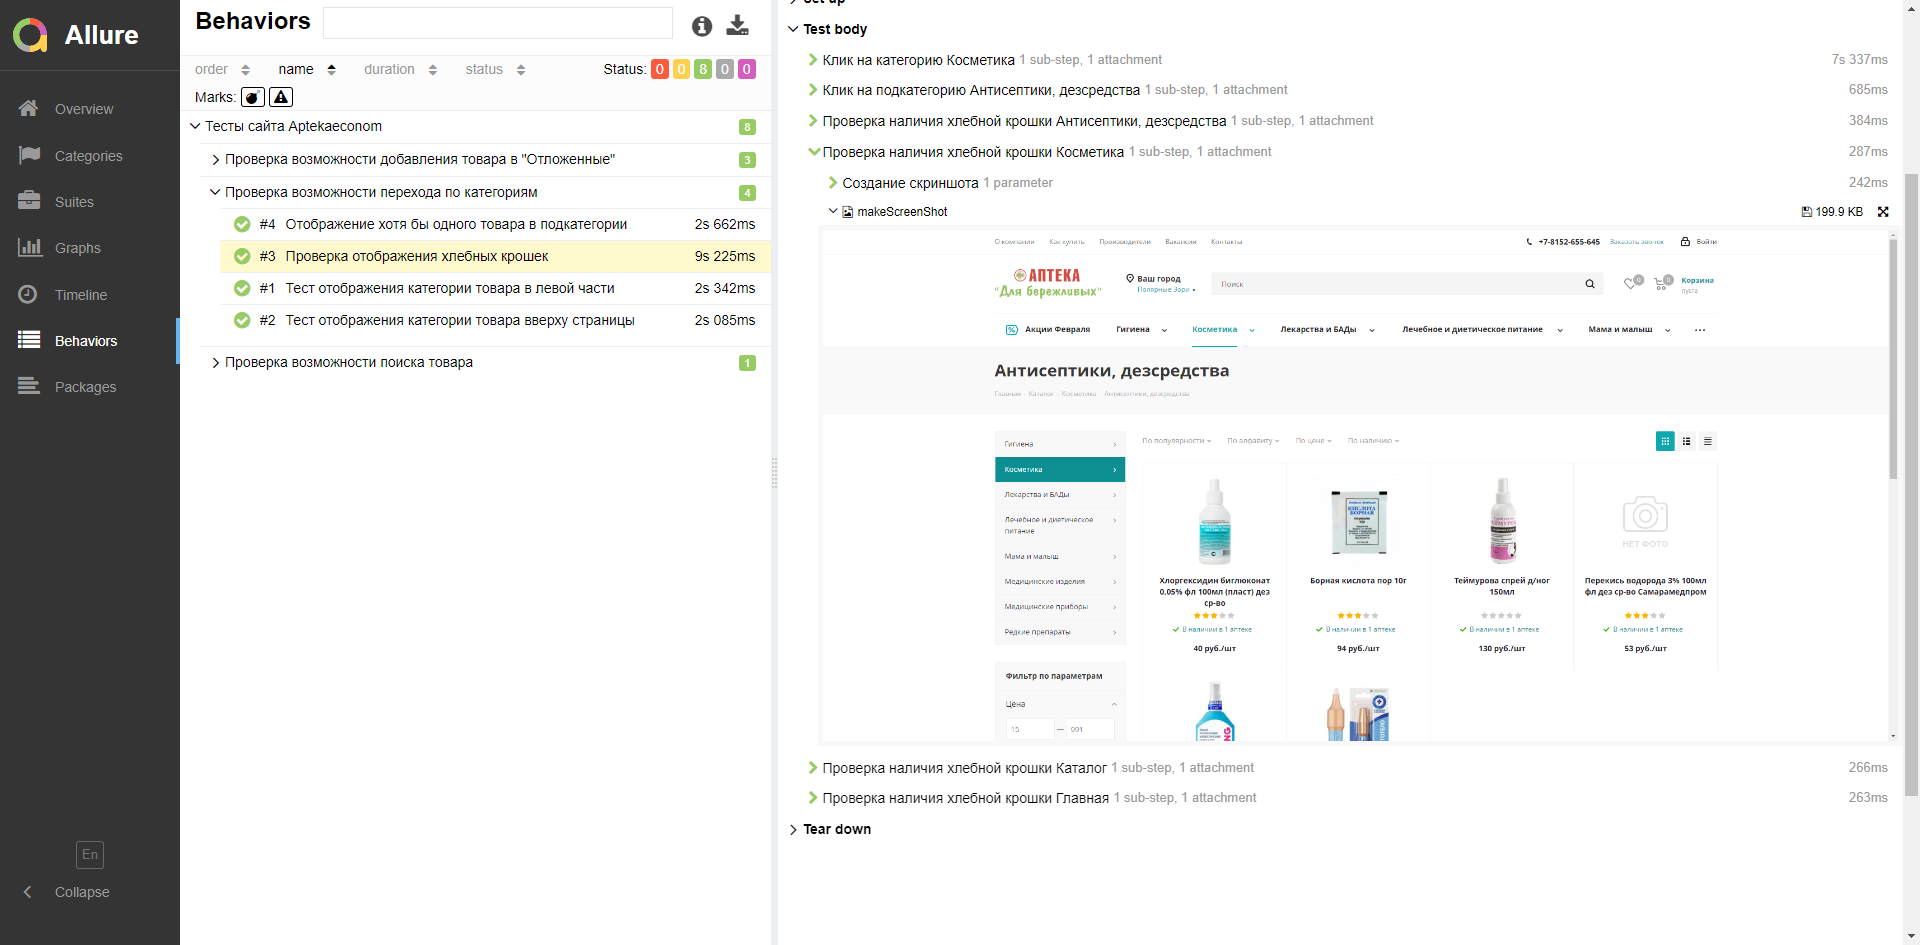 Allure
Overview
Categories
Suites
Graphs
Timeline
Behaviors
Packages
En
Collapse
Behaviors
order name duration status Status: 0 0 8 0 0
Marks:
Тесты сайта Aptekaeconom 8
Проверка возможности добавления товара в "Отложенные" 3
Проверка возможности перехода по категориям 4
#4 Отображение хотя бы одного товара в подкатегории 2s 662ms
#3 Проверка отображения хлебных крошек 9s 225ms
#1 Тест отображения категории товара в левой части 2s 342ms
#2 Тест отображения категории товара вверху страницы 2s 085ms
Проверка возможности поиска товара 1
Set up
Test body
Клик на категорию Косметика 1 sub-step, 1 attachment 7s 337ms
Клик на подкатегорию Антисептики, дезсредства 1 sub-step, 1 attachment 685ms
Проверка наличия хлебной крошки Антисептики, дезсредства 1 sub-step, 1 attachment 384ms
Проверка наличия хлебной крошки Косметика 1 sub-step, 1 attachment 287ms
Создание скриншота 1 parameter 242ms
makeScreenShot 199.9 KB
О компании Как купить Производители Вакансии Контакты +7-8152-655-645 Заказать звонок Войти
АПТЕКА
"Для бережливых"
Ваш город
Полярные Зори
Поиск
0 0 Корзина
пуста
Акции Февраля Гигиена Косметика Лекарства и БАДы Лечебное и диетическое питание Мама и малыш
Антисептики, дезсредства
Главная Каталог Косметика Антисептики, дезсредства
Гигиена
Косметика
Лекарства и БАДы
Лечебное и диетическое
питание
Мама и малыш
Медицинские изделия
Медицинские приборы
Редкие препараты
Фильтр по параметрам
Цена
15 — 991
По популярности По алфавиту По цене По наличию
КИСЛОТА
БОРНАЯ
НЕТ ФОТО
Хлоргексидин биглюконат
0,05% фл 100мл (пласт) дез
ср-во
В наличии в 1 аптеке
40 руб./шт
Борная кислота пор 10г
В наличии в 1 аптеке
94 руб./шт
Теймурова спрей д/ног
150мл
В наличии в 1 аптеке
130 руб./шт
Перекись водорода 3% 100мл
фл дез ср-во Самарамедпром
В наличии в 1 аптеке
53 руб./шт
Проверка наличия хлебной крошки Каталог 1 sub-step, 1 attachment 266ms
Проверка наличия хлебной крошки Главная 1 sub-step, 1 attachment 263ms
Tear down